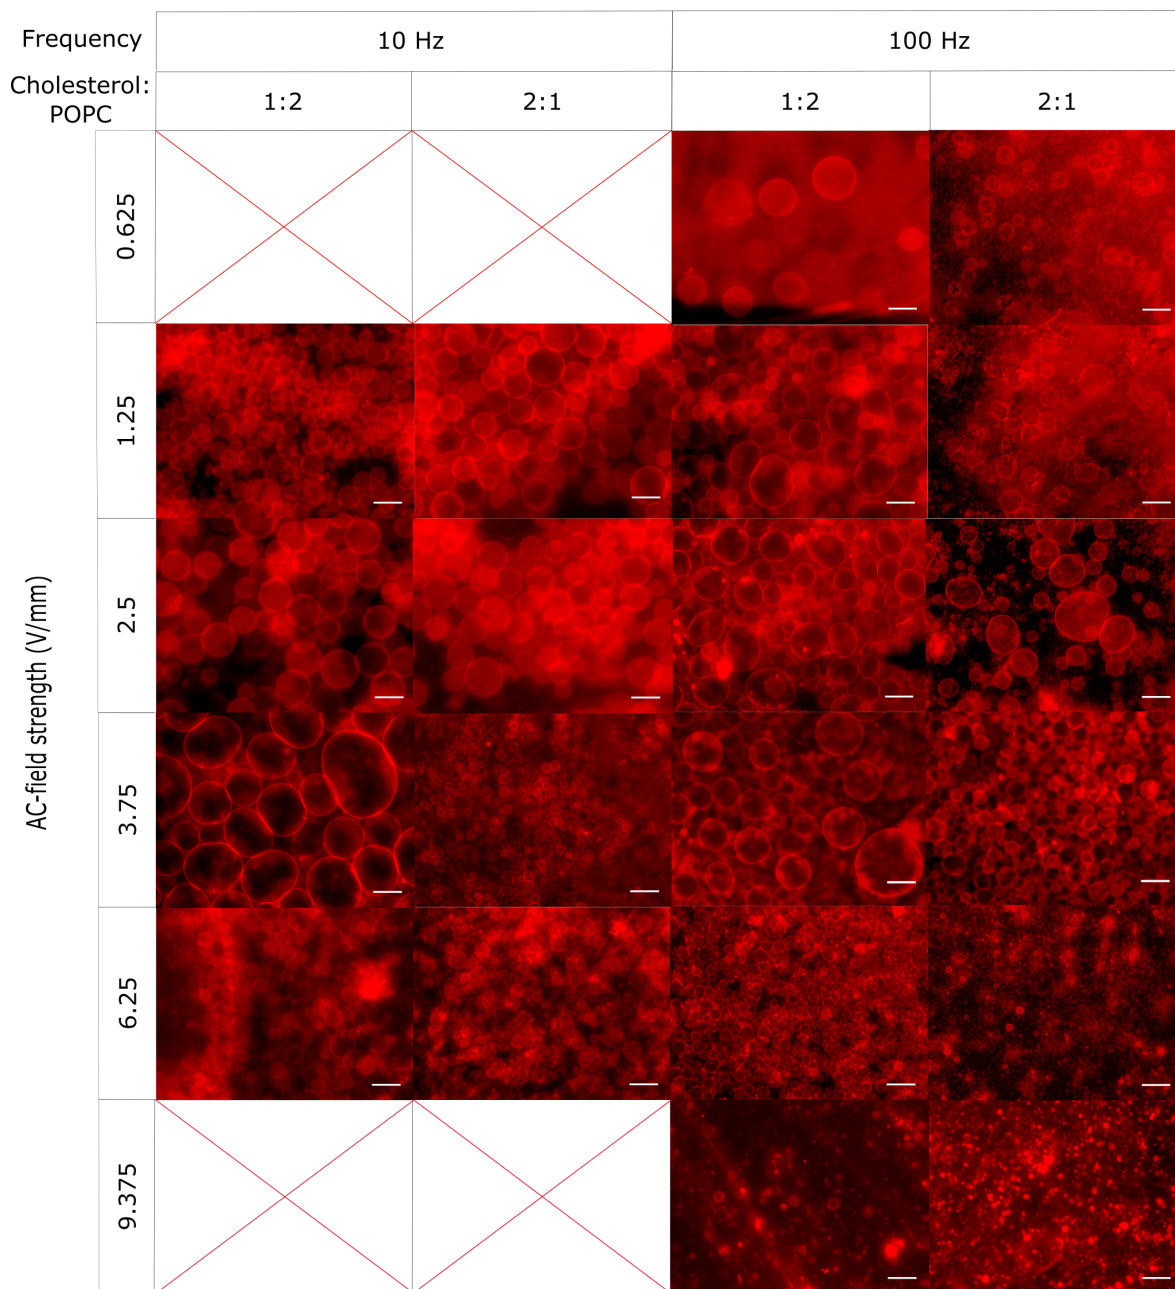 Frequency
10 Hz
100 Hz
Cholesterol:
POPC
1:2
2:1
1:2
2:1
AC-field strength (V/mm)
0.625
1.25
2.5
3.75
6.25
9.375